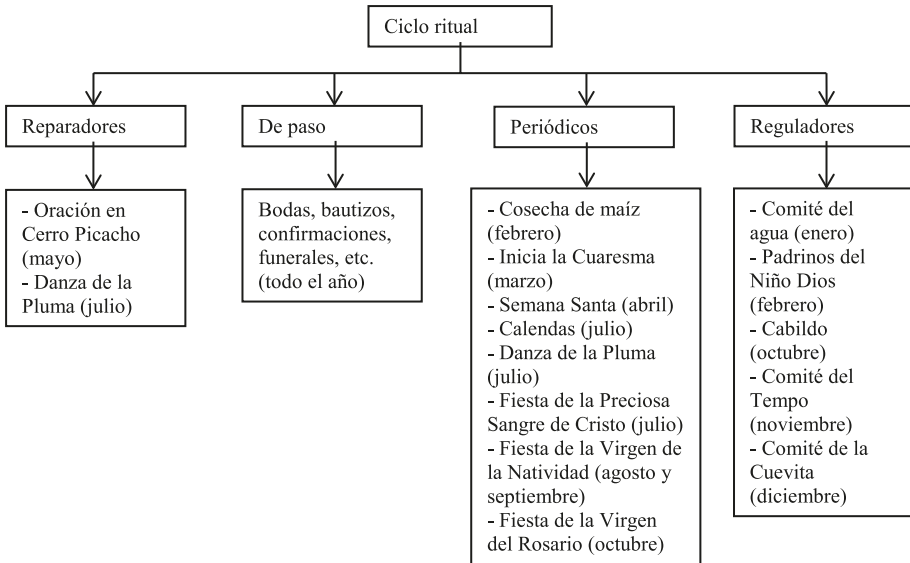 Ciclo ritual
Reparadores
De paso
Periódicos
Reguladores
- Oración en
Cerro Picacho
(mayo)
- Danza de la
Pluma (julio)
Bodas, bautizos,
confirmaciones,
funerales, etc.
(todo el año)
- Cosecha de maíz
(febrero)
- Inicia la Cuaresma
(marzo)
- Semana Santa (abril)
- Calendas (julio)
- Danza de la Pluma
(julio)
- Fiesta de la Preciosa
Sangre de Cristo (julio)
- Fiesta de la Virgen de
la Natividad (agosto y
septiembre)
- Fiesta de la Virgen
del Rosario (octubre)
- Comité del
agua (enero)
- Padrinos del
Niño Dios
(febrero)
- Cabildo
(octubre)
- Comité del
Tempo
(noviembre)
- Comité de la
Cuevita
(diciembre)